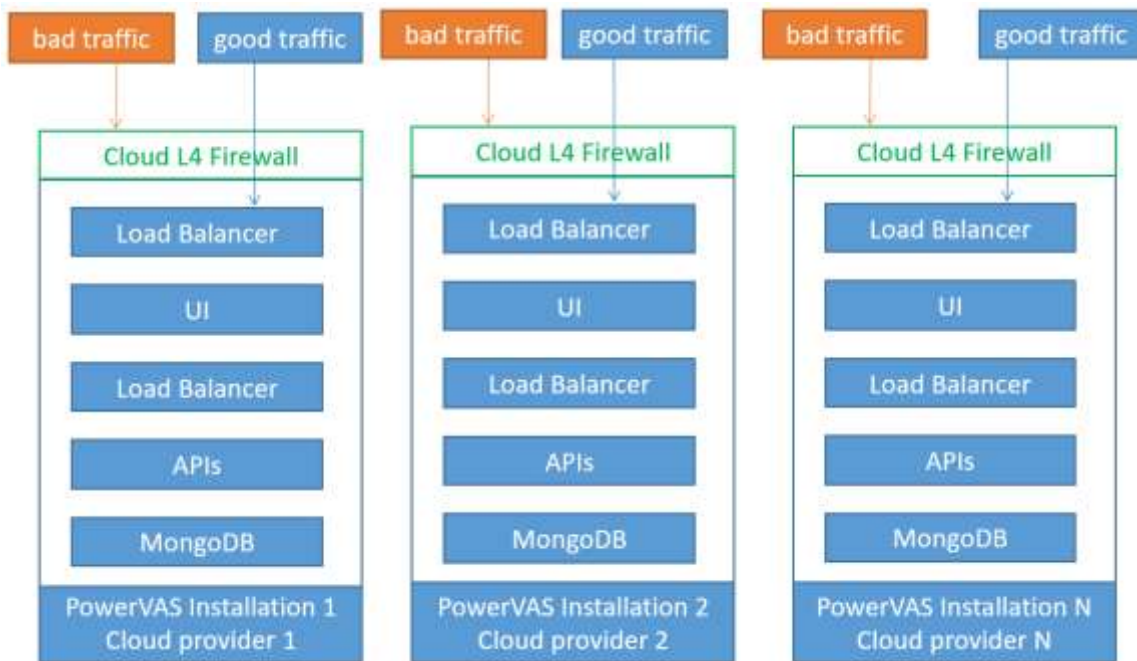 bad traffic
good traffic
bad traffic
good traffic
bad traffic
good traffic
Cloud L4 Firewall
Cloud L4 Firewall
Cloud L4 Firewall
Load Balancer
Load Balancer
Load Balancer
UI
UI
UI
Load Balancer
Load Balancer
Load Balancer
APIs
APIs
APIs
MongoDB
MongoDB
MongoDB
PowerVAS Installation 1
Cloud provider 1
PowerVAS Installation 2
Cloud provider 2
PowerVAS Installation N
Cloud provider N